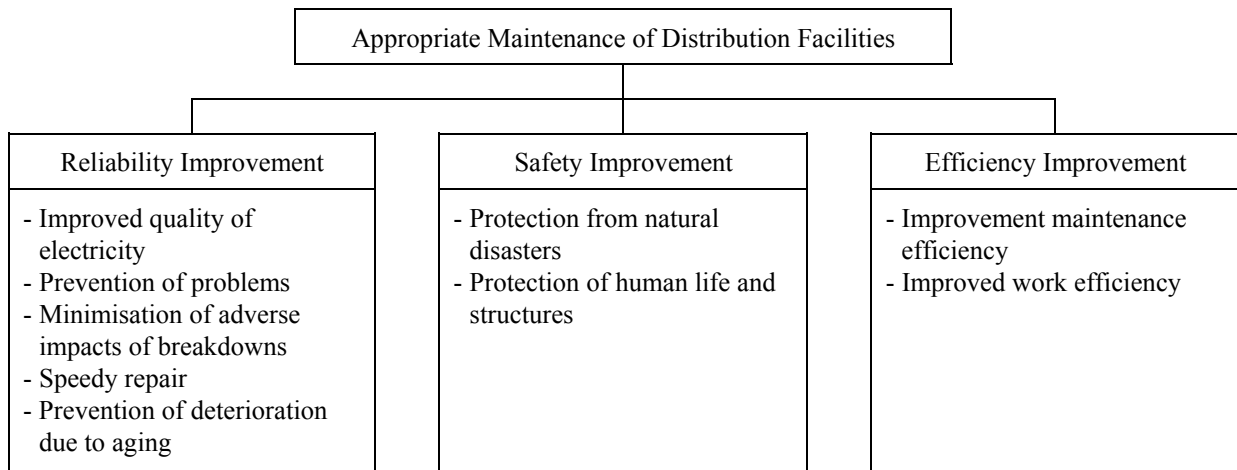 Appropriate Maintenance of Distribution Facilities
Reliability Improvement
- Improved quality of
electricity
- Prevention of problems
- Minimisation of adverse
impacts of breakdowns
- Speedy repair
- Prevention of deterioration
due to aging
Safety Improvement
- Protection from natural
disasters
- Protection of human life and
structures
Efficiency Improvement
- Improvement maintenance
efficiency
- Improved work efficiency